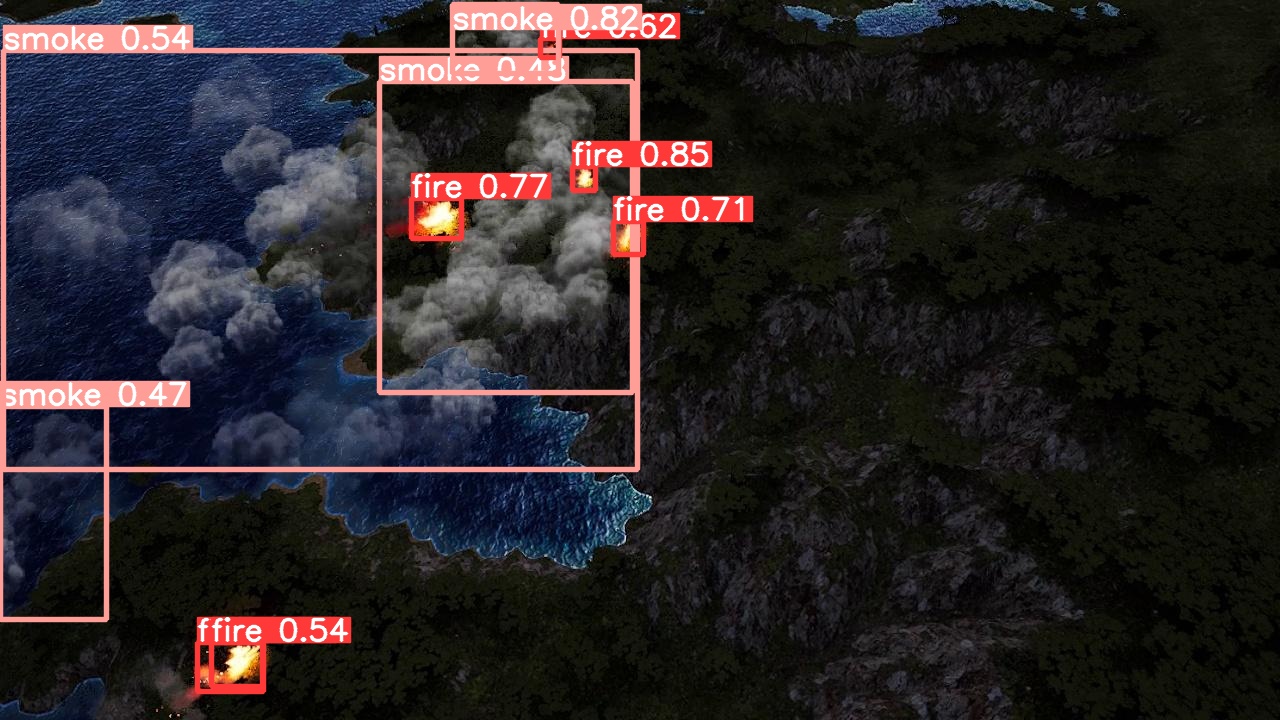 smoke 0.82
fire 0.62
smoke 0.54
smoke 0.48
fire 0.85
fire 0.77
fire 0.71
smoke 0.47
ffire 0.54